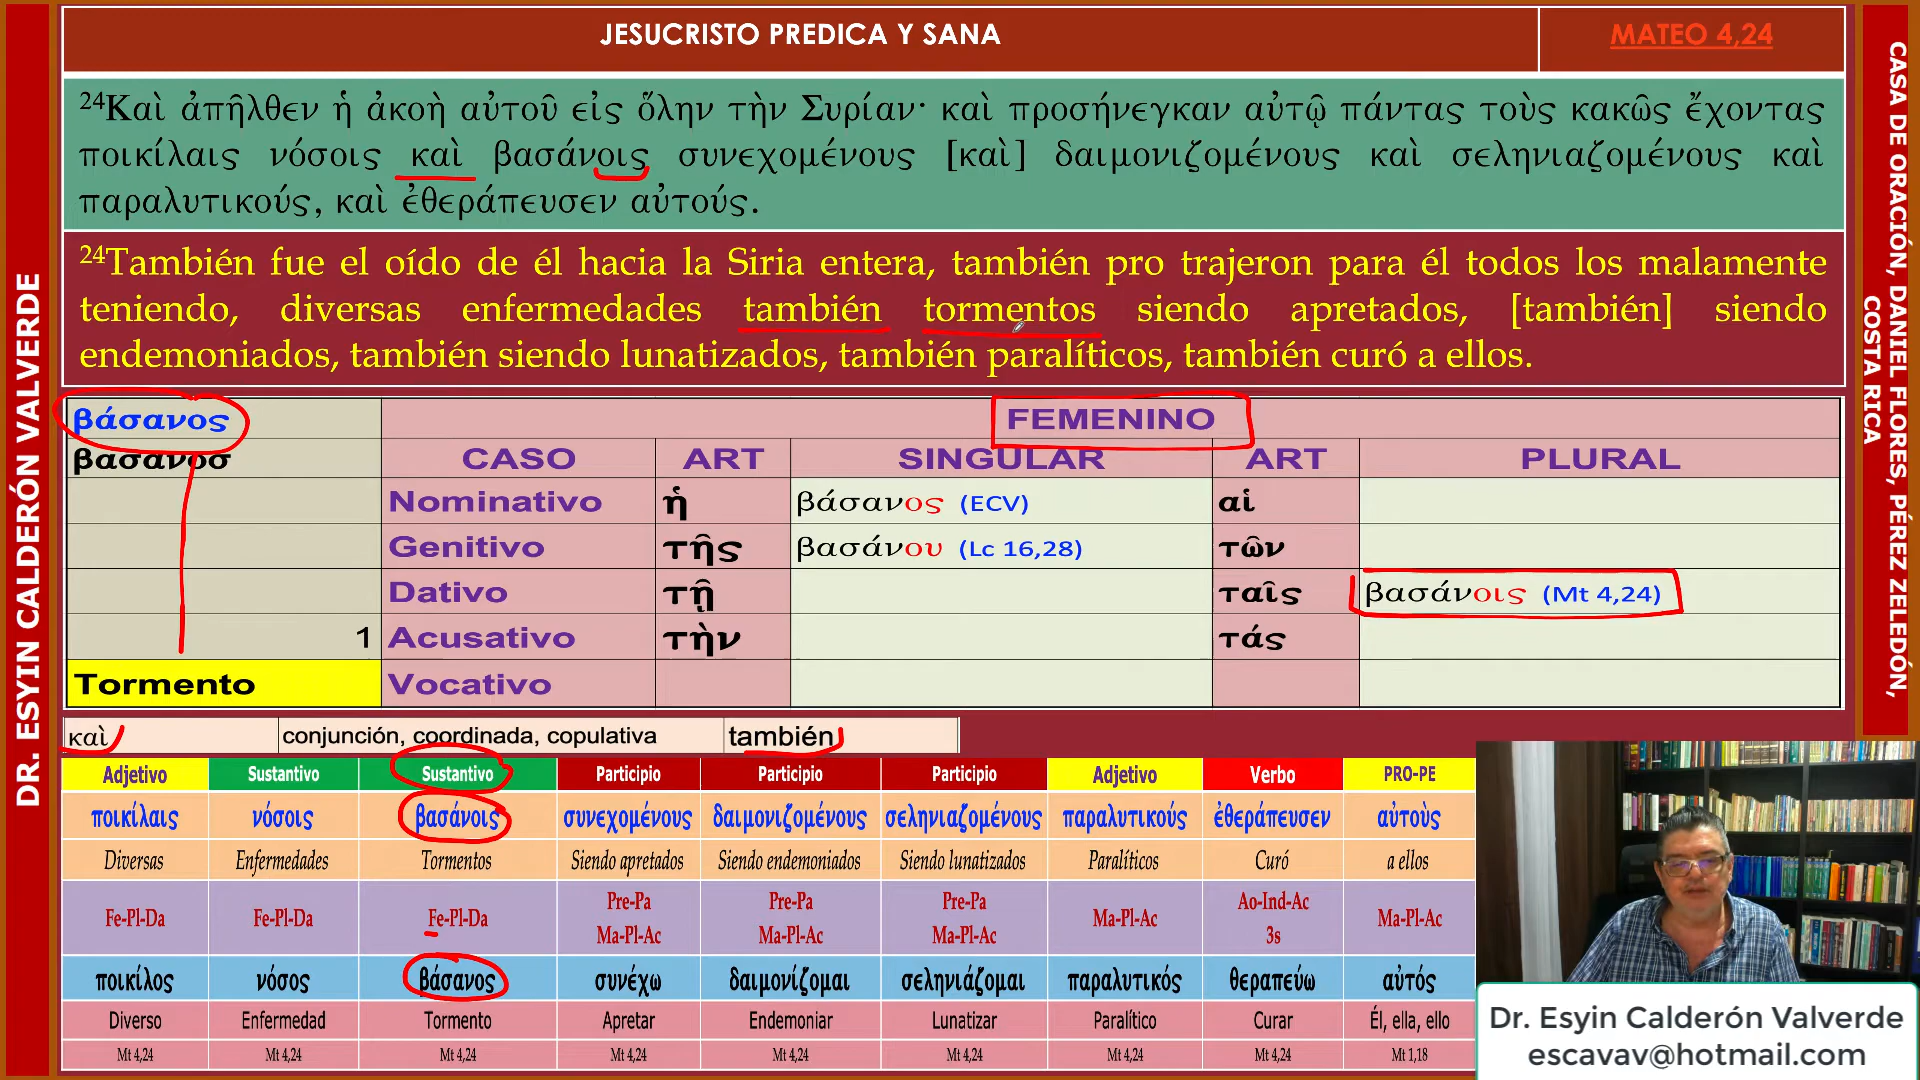 JESUCRISTO PREDICA Y SANA
MATEO 4,24
DR. ESYIN CALDERÓN VALVERDE
CASA DE ORACIÓN, DANIEL FLORES, PÉREZ ZELEDÓN,
COSTA RICA
²⁴Καὶ ἀπῆλθεν ἡ ἀκοὴ αὐτοῦ εἰς ὅλην τὴν Συρίαν· καὶ προσήνεγκαν αὐτῷ πάντας τοὺς κακῶς ἔχοντας
ποικίλαις νόσοις καὶ βασάνοις συνεχομένους [καὶ] δαιμονιζομένους καὶ σεληνιαζομένους καὶ
παραλυτικούς, καὶ ἐθεράπευσεν αὐτούς.
²⁴También fue el oído de él hacia la Siria entera, también pro trajeron para él todos los malamente
teniendo, diversas enfermedades también tormentos siendo apretados, [también] siendo
endemoniados, también siendo lunatizados, también paralíticos, también curó a ellos.
βάσανος FEMENINO
βασανοσ CASO ART SINGULAR ART PLURAL
Nominativo ἡ βάσανος (ECV) αἱ
Genitivo τῆς βασάνου (Lc 16,28) τῶν
Dativo τῇ ταῖς βασάνοις (Mt 4,24)
1 Acusativo τὴν τάς
Tormento Vocativo
καὶ conjunción, coordinada, copulativa también
Adjetivo Sustantivo Sustantivo Participio Participio Participio Adjetivo Verbo PRO-PE
ποικίλαις νόσοις βασάνοις συνεχομένους δαιμονιζομένους σεληνιαζομένους παραλυτικούς ἐθεράπευσεν αὐτοὺς
Diversas Enfermedades Tormentos Siendo apretados Siendo endemoniados Siendo lunatizados Paralíticos Curó a ellos
Fe-Pl-Da Fe-Pl-Da Fe-Pl-Da Pre-Pa Ma-Pl-Ac Pre-Pa Ma-Pl-Ac Pre-Pa Ma-Pl-Ac Ma-Pl-Ac Ao-Ind-Ac 3s Ma-Pl-Ac
ποικίλος νόσος βάσανος συνέχω δαιμονίζομαι σεληνιάζομαι παραλυτικός θεραπεύω αὐτός
Diverso Enfermedad Tormento Apretar Endemoniar Lunatizar Paralítico Curar Él, ella, ello
Mt 4,24 Mt 4,24 Mt 4,24 Mt 4,24 Mt 4,24 Mt 4,24 Mt 4,24 Mt 4,24 Mt 1,18
Dr. Esyin Calderón Valverde
escavav@hotmail.com